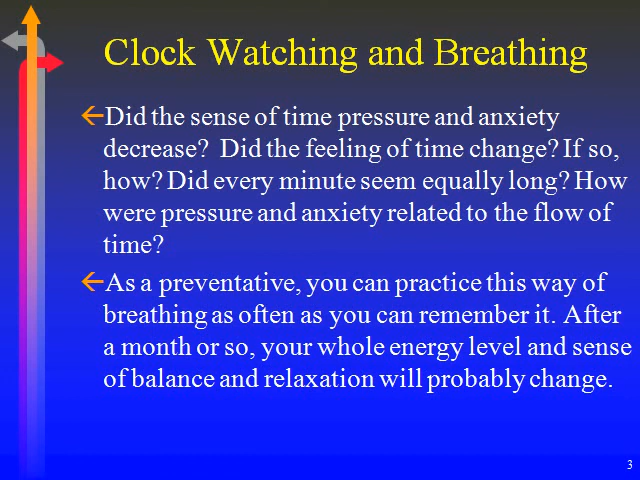 Clock Watching and Breathing
Did the sense of time pressure and anxiety
decrease?  Did the feeling of time change? If so,
how? Did every minute seem equally long? How
were pressure and anxiety related to the flow of
time?
As a preventative, you can practice this way of
breathing as often as you can remember it. After
a month or so, your whole energy level and sense
of balance and relaxation will probably change.
3